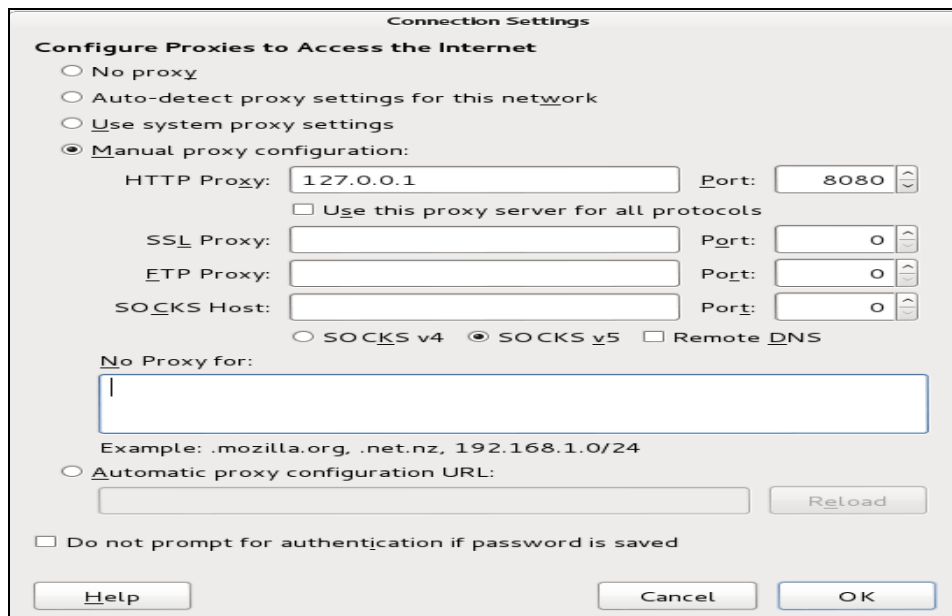 Connection Settings
Configure Proxies to Access the Internet
No proxy
Auto-detect proxy settings for this network
Use system proxy settings
Manual proxy configuration:
HTTP Proxy: 127.0.0.1 Port: 8080
Use this proxy server for all protocols
SSL Proxy: Port: 0
FTP Proxy: Port: 0
SOCKS Host: Port: 0
SOCKS v4 SOCKS v5 Remote DNS
No Proxy for:
Example: .mozilla.org, .net.nz, 192.168.1.0/24
Automatic proxy configuration URL:
Reload
Do not prompt for authentication if password is saved
Help Cancel OK